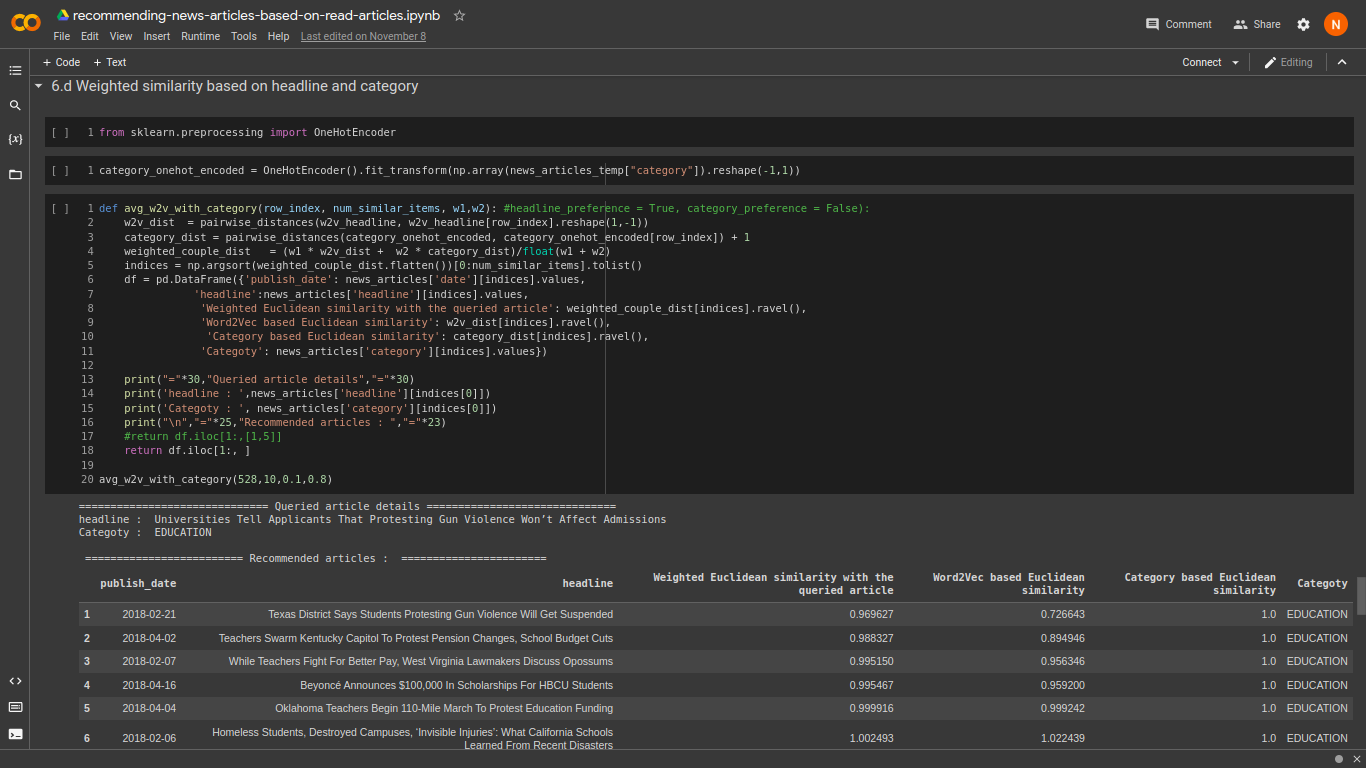 recommending-news-articles-based-on-read-articles.ipynb
File Edit View Insert Runtime Tools Help Last edited on November 8
Comment Share N
+ Code + Text
Connect Editing
6.d Weighted similarity based on headline and category
[ ] 1 from sklearn.preprocessing import OneHotEncoder
[ ] 1 category_onehot_encoded = OneHotEncoder().fit_transform(np.array(news_articles_temp["category"]).reshape(-1,1))
[ ] 1 def avg_w2v_with_category(row_index, num_similar_items, w1,w2): #headline_preference = True, category_preference = False):
2     w2v_dist  = pairwise_distances(w2v_headline, w2v_headline[row_index].reshape(1,-1))
3     category_dist = pairwise_distances(category_onehot_encoded, category_onehot_encoded[row_index]) + 1
4     weighted_couple_dist   = (w1 * w2v_dist +  w2 * category_dist)/float(w1 + w2)
5     indices = np.argsort(weighted_couple_dist.flatten())[0:num_similar_items].tolist()
6     df = pd.DataFrame({'publish_date': news_articles['date'][indices].values,
7                'headline':news_articles['headline'][indices].values,
8                 'Weighted Euclidean similarity with the queried article': weighted_couple_dist[indices].ravel(),
9                 'Word2Vec based Euclidean similarity': w2v_dist[indices].ravel(),
10                  'Category based Euclidean similarity': category_dist[indices].ravel(),
11                 'Categoty': news_articles['category'][indices].values})
12
13     print("="*30,"Queried article details","="*30)
14     print('headline : ',news_articles['headline'][indices[0]])
15     print('Categoty : ', news_articles['category'][indices[0]])
16     print("\n","="*25,"Recommended articles : ","="*23)
17     #return df.iloc[1:,[1,5]]
18     return df.iloc[1:, ]
19
20 avg_w2v_with_category(528,10,0.1,0.8)
============================== Queried article details ==============================
headline :  Universities Tell Applicants That Protesting Gun Violence Won’t Affect Admissions
Categoty :  EDUCATION
========================= Recommended articles :  =======================
publish_date headline Weighted Euclidean similarity with the queried article Word2Vec based Euclidean similarity Category based Euclidean similarity Categoty
1 2018-02-21 Texas District Says Students Protesting Gun Violence Will Get Suspended 0.969627 0.726643 1.0 EDUCATION
2 2018-04-02 Teachers Swarm Kentucky Capitol To Protest Pension Changes, School Budget Cuts 0.988327 0.894946 1.0 EDUCATION
3 2018-02-07 While Teachers Fight For Better Pay, West Virginia Lawmakers Discuss Opossums 0.995150 0.956346 1.0 EDUCATION
4 2018-04-16 Beyoncé Announces $100,000 In Scholarships For HBCU Students 0.995467 0.959200 1.0 EDUCATION
5 2018-04-04 Oklahoma Teachers Begin 110-Mile March To Protest Education Funding 0.999916 0.999242 1.0 EDUCATION
6 2018-02-06 Homeless Students, Destroyed Campuses, ‘Invisible Injuries’: What California Schools Learned From Recent Disasters 1.002493 1.022439 1.0 EDUCATION